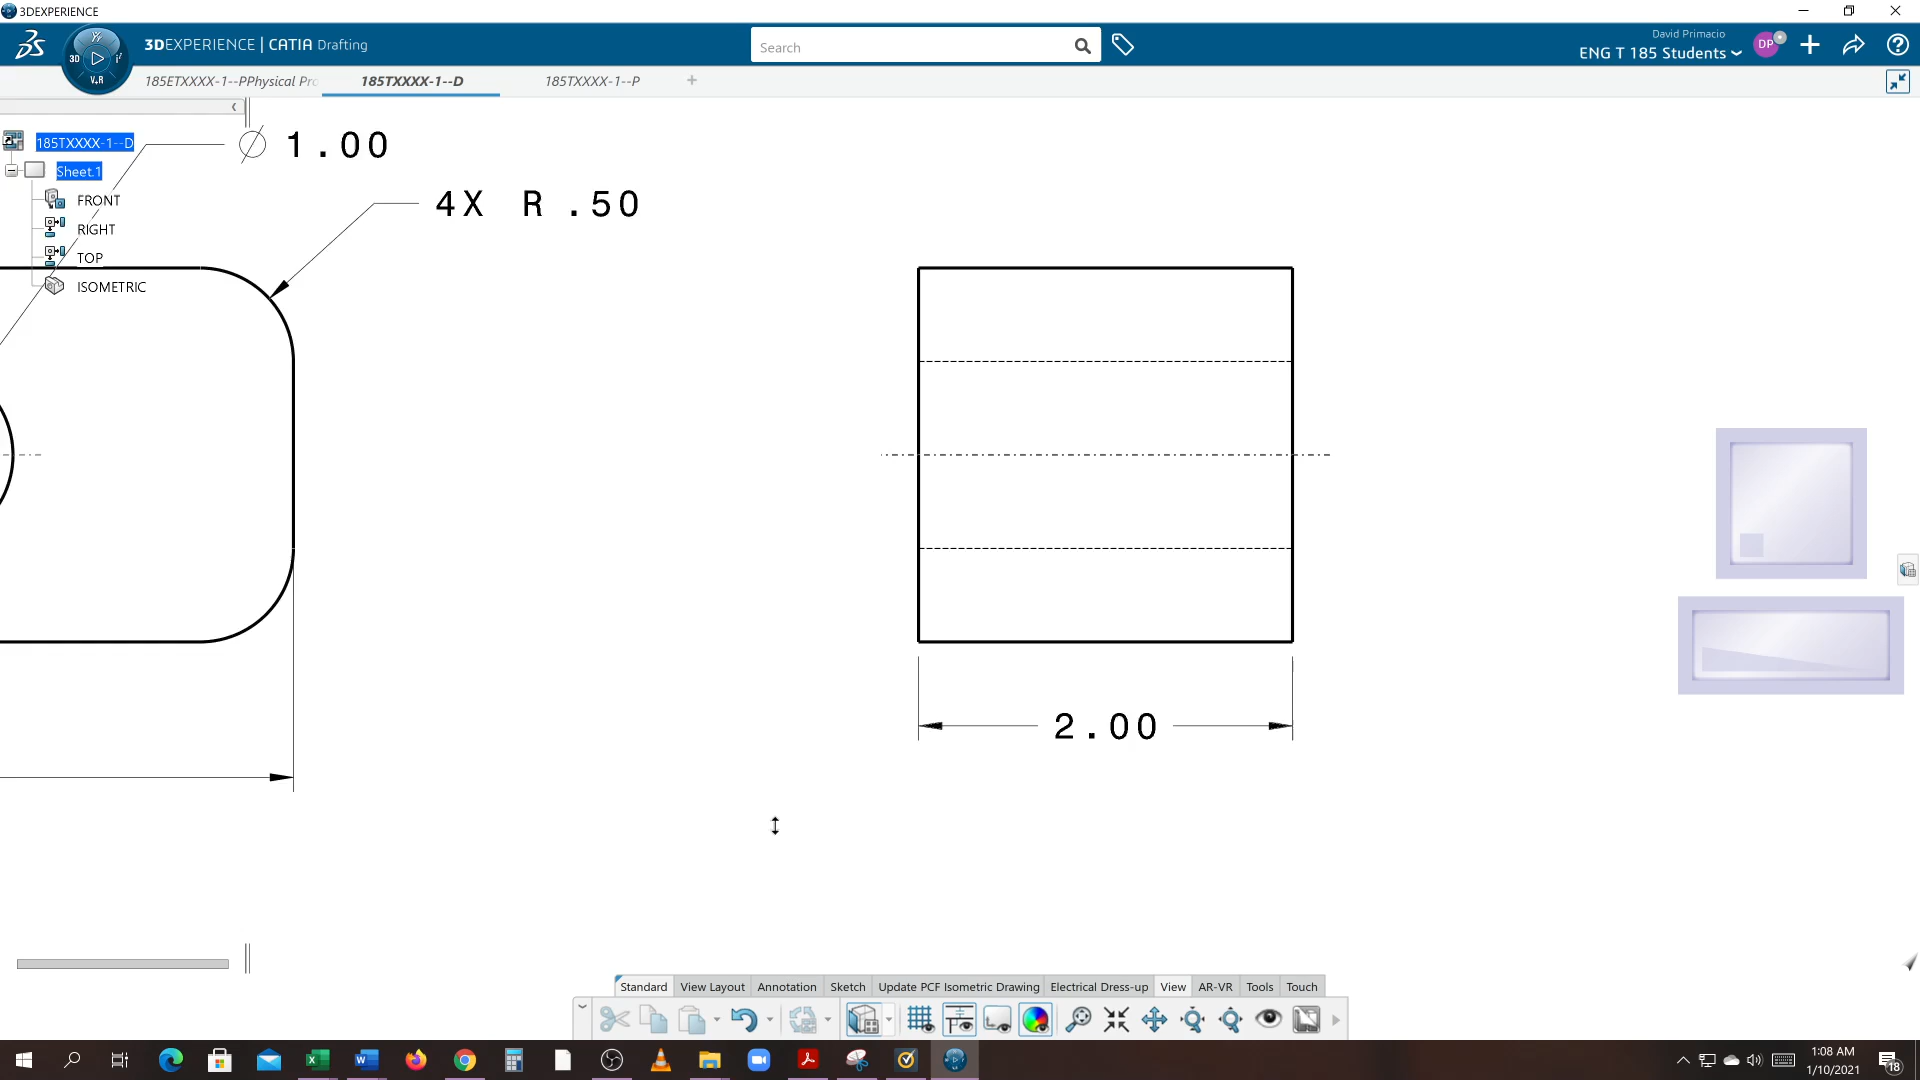 3DEXPERIENCE
3DEXPERIENCE | CATIA Drafting
Search
David Primacio
ENG T 185 Students
DP
3D
V+R
185ETXXXX-1--PPhysical Pro
185TXXXX-1--D
185TXXXX-1--P
185TXXXX-1--D
Sheet.1
FRONT
RIGHT
TOP
ISOMETRIC
∅ 1.00
4X R .50
2.00
Standard
View Layout
Annotation
Sketch
Update PCF Isometric Drawing
Electrical Dress-up
View
AR-VR
Tools
Touch
1:08 AM
1/10/2021
18